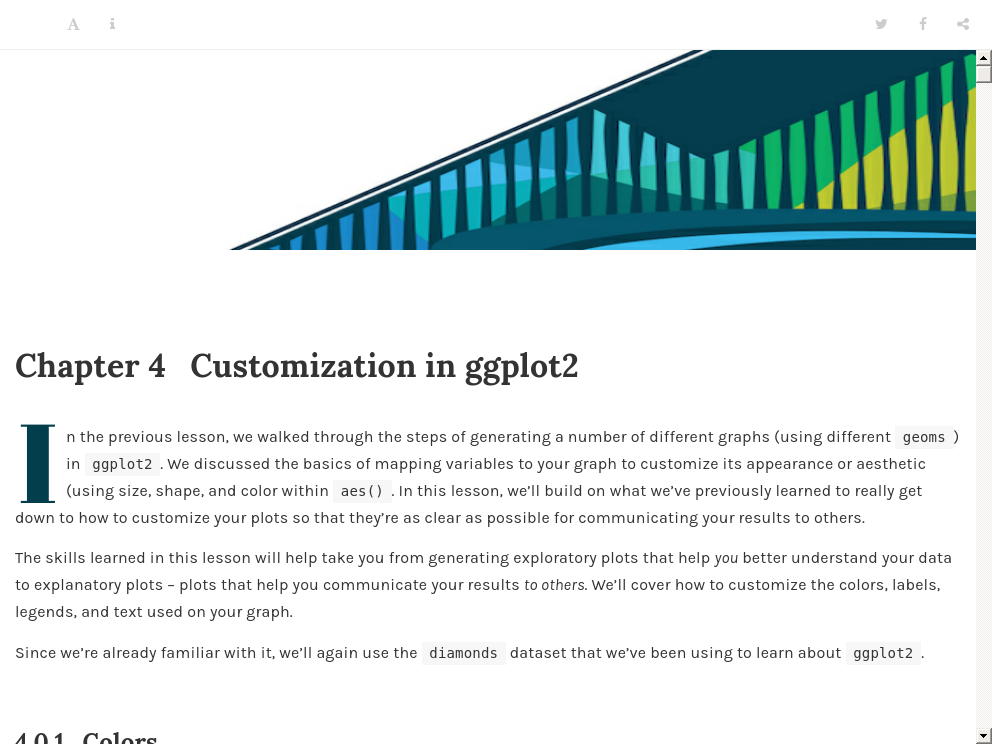 Chapter 4 Customization in ggplot2
In the previous lesson, we walked through the steps of generating a number of different graphs (using different geoms )
in ggplot2 . We discussed the basics of mapping variables to your graph to customize its appearance or aesthetic
(using size, shape, and color within aes() . In this lesson, we’ll build on what we’ve previously learned to really get
down to how to customize your plots so that they’re as clear as possible for communicating your results to others.
The skills learned in this lesson will help take you from generating exploratory plots that help you better understand your data
to explanatory plots – plots that help you communicate your results to others. We’ll cover how to customize the colors, labels,
legends, and text used on your graph.
Since we’re already familiar with it, we’ll again use the diamonds dataset that we’ve been using to learn about ggplot2 .
4.0.1 Colors